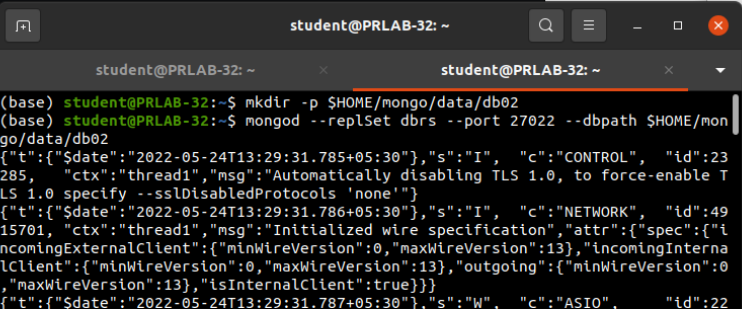 student@PRLAB-32: ~
student@PRLAB-32: ~
student@PRLAB-32: ~
(base) student@PRLAB-32:~$ mkdir -p $HOME/mongo/data/db02
(base) student@PRLAB-32:~$ mongod --replSet dbrs --port 27022 --dbpath $HOME/mon
go/data/db02
{"t":{"$date":"2022-05-24T13:29:31.785+05:30"},"s":"I",  "c":"CONTROL",  "id":23
285,   "ctx":"thread1","msg":"Automatically disabling TLS 1.0, to force-enable T
LS 1.0 specify --sslDisabledProtocols 'none'"}
{"t":{"$date":"2022-05-24T13:29:31.786+05:30"},"s":"I",  "c":"NETWORK",  "id":49
15701, "ctx":"thread1","msg":"Initialized wire specification","attr":{"spec":{"i
ncomingExternalClient":{"minWireVersion":0,"maxWireVersion":13},"incomingInterna
lClient":{"minWireVersion":0,"maxWireVersion":13},"outgoing":{"minWireVersion":0
,"maxWireVersion":13},"isInternalClient":true}}}
{"t":{"$date":"2022-05-24T13:29:31.787+05:30"},"s":"W",  "c":"ASIO",     "id":22